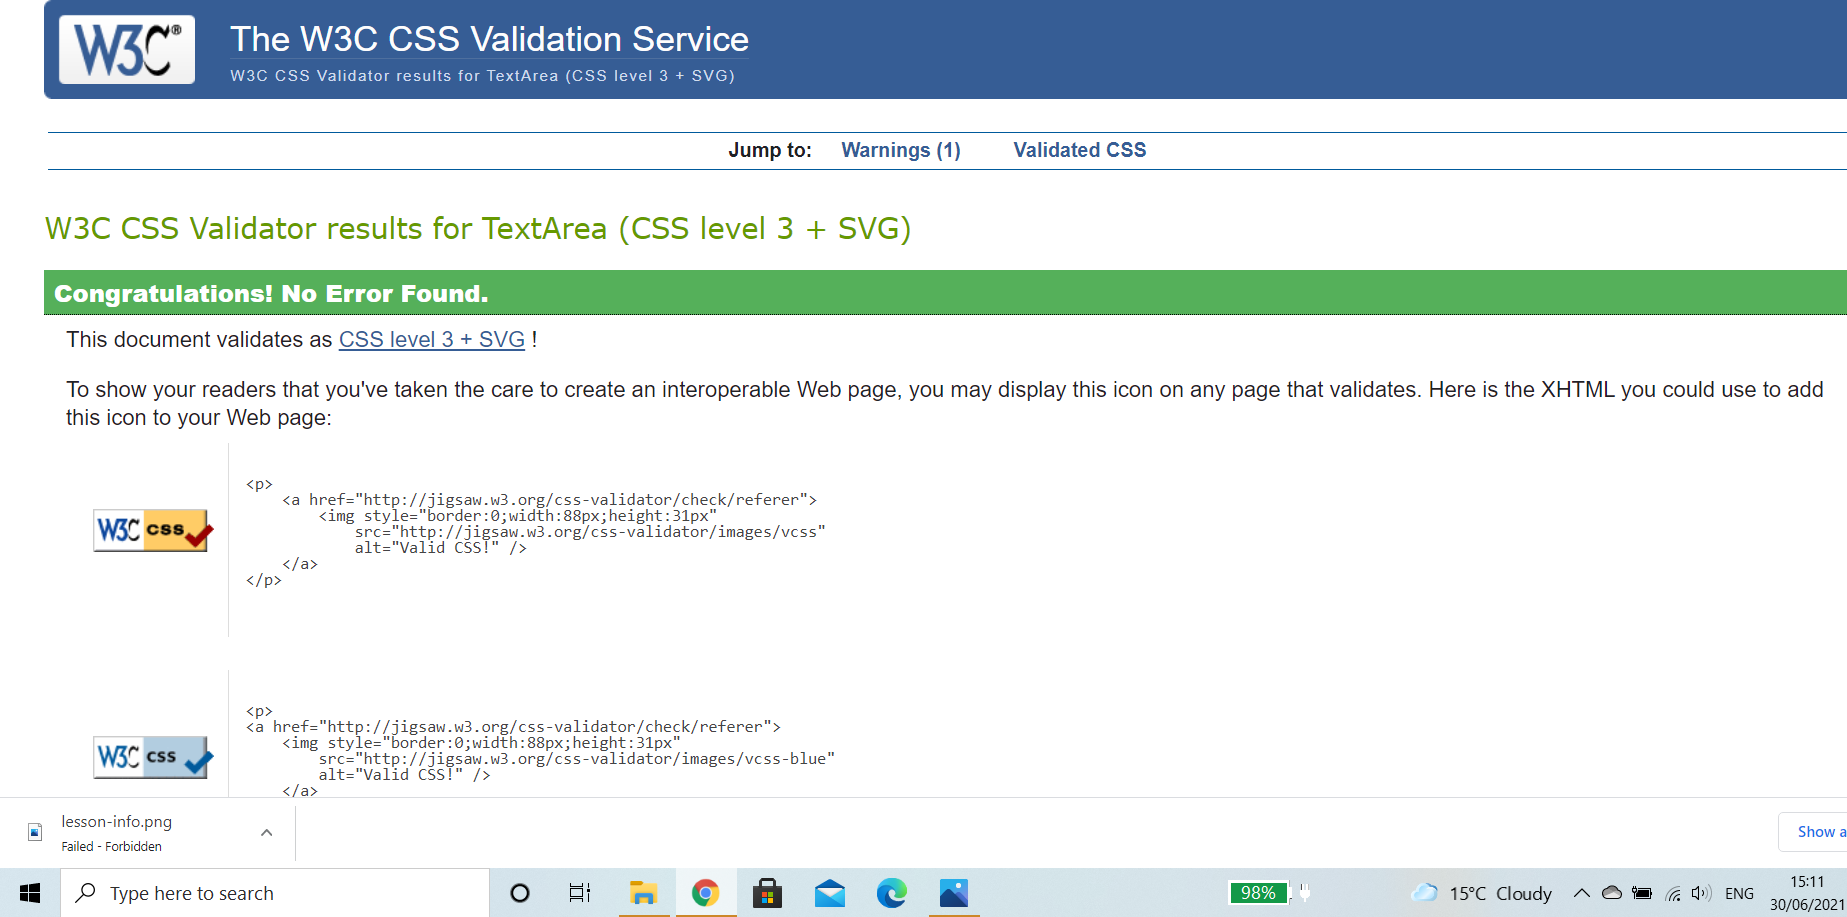 W3C®
The W3C CSS Validation Service
W3C CSS Validator results for TextArea (CSS level 3 + SVG)
Jump to: Warnings (1) Validated CSS
W3C CSS Validator results for TextArea (CSS level 3 + SVG)
Congratulations! No Error Found.
This document validates as CSS level 3 + SVG !
To show your readers that you've taken the care to create an interoperable Web page, you may display this icon on any page that validates. Here is the XHTML you could use to add
this icon to your Web page:
W3C css
<p>
<a href="http://jigsaw.w3.org/css-validator/check/referer">
<img style="border:0;width:88px;height:31px"
src="http://jigsaw.w3.org/css-validator/images/vcss"
alt="Valid CSS!" />
</a>
</p>
W3C css
<p>
<a href="http://jigsaw.w3.org/css-validator/check/referer">
<img style="border:0;width:88px;height:31px"
src="http://jigsaw.w3.org/css-validator/images/vcss-blue"
alt="Valid CSS!" />
</a>
lesson-info.png
Failed - Forbidden
Show a
Type here to search
98%
15°C Cloudy
ENG
15:11
30/06/2021